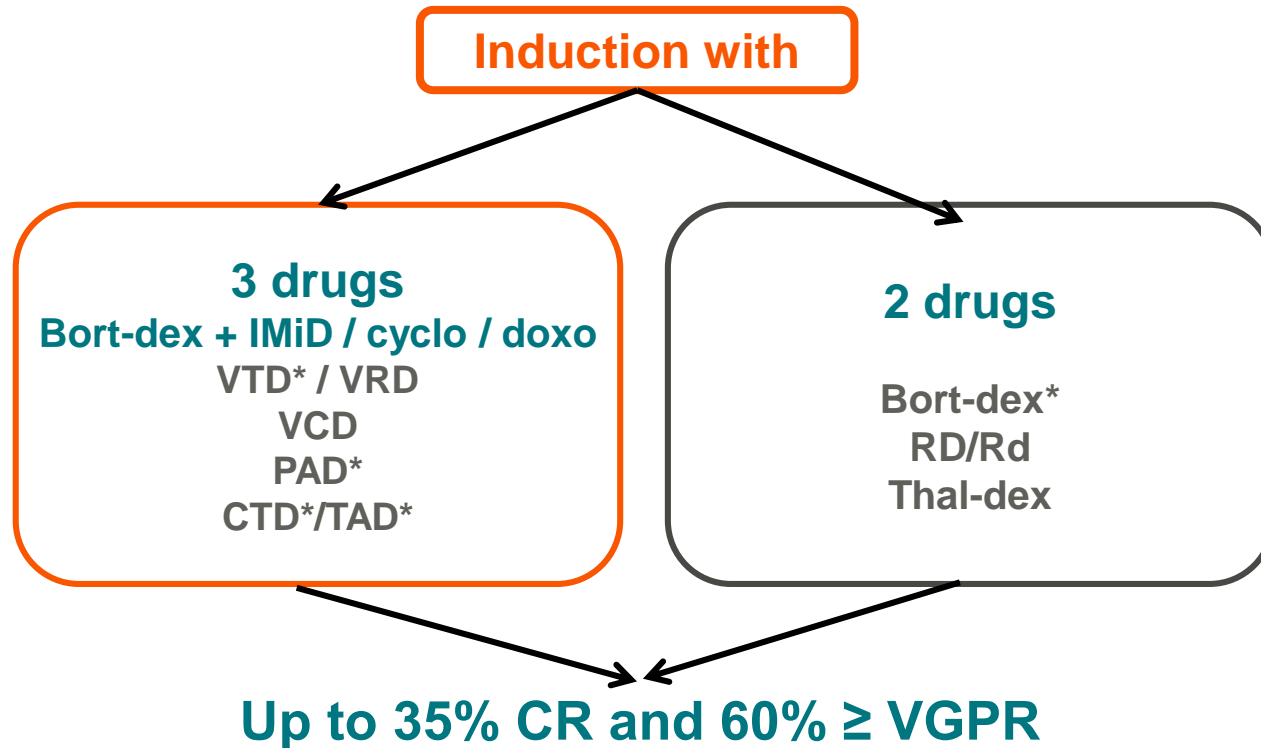 Induction with
3 drugs
Bort-dex + IMiD / cyclo / doxo
VTD* / VRD
VCD
PAD*
CTD*/TAD*
2 drugs
Bort-dex*
RD/Rd
Thal-dex
Up to 35% CR and 60% ≥ VGPR